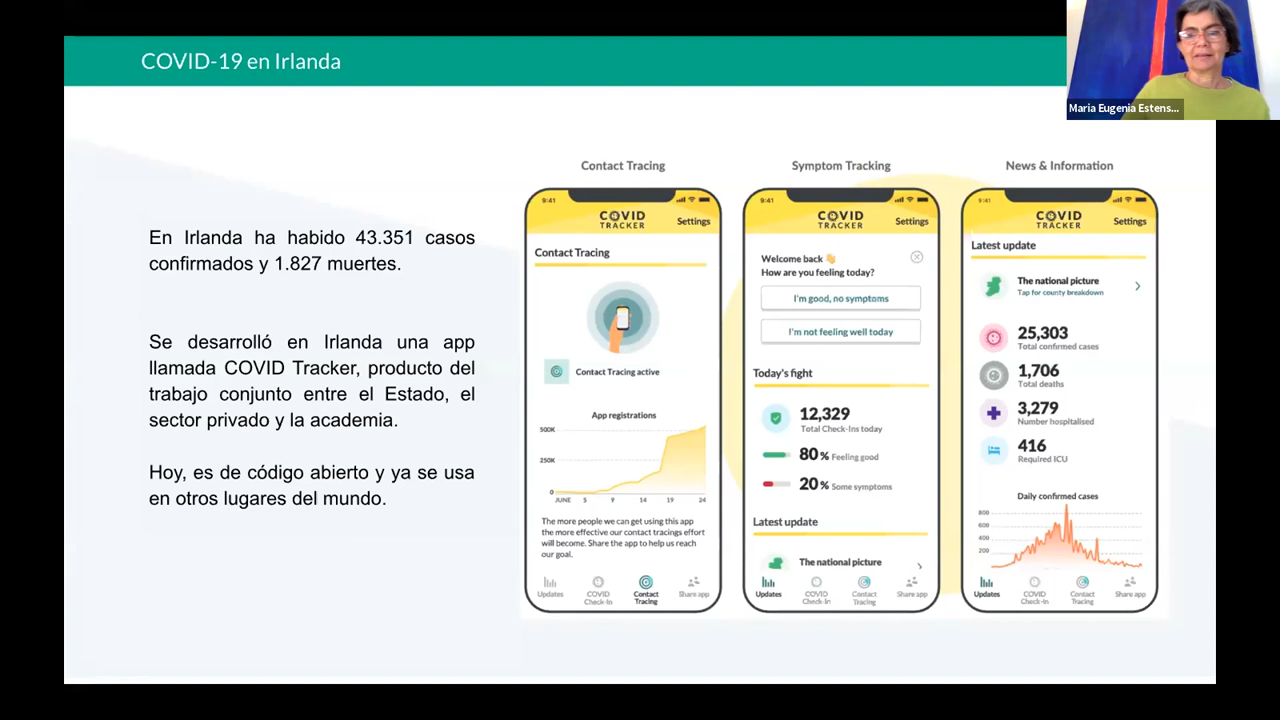 COVID-19 en Irlanda
Maria Eugenia Estens...
En Irlanda ha habido 43.351 casos
confirmados y 1.827 muertes.
Se desarrolló en Irlanda una app
llamada COVID Tracker, producto del
trabajo conjunto entre el Estado, el
sector privado y la academia.
Hoy, es de código abierto y ya se usa
en otros lugares del mundo.
Contact Tracing
9:41
COVID
TRACKER
Settings
Contact Tracing
Contact Tracing active
App registrations
500K
250K
0
JUNE 5 9 14 19 24
The more people we can get using this app
the more effective our contact tracings effort
will become. Share the app to help us reach
our goal.
Updates
COVID
Check-In
Contact
Tracing
Share app
Symptom Tracking
9:41
COVID
TRACKER
Settings
Welcome back
How are you feeling today?
I'm good, no symptoms
I'm not feeling well today
Today's fight
12,329
Total Check-Ins today
80% Feeling good
20% Some symptoms
Latest update
The national picture
Updates
COVID
Check-In
Contact
Tracing
Share app
News & Information
9:41
COVID
TRACKER
Settings
Latest update
The national picture
Tap for county breakdown
25,303
Total confirmed cases
1,706
Total deaths
3,279
Number hospitalised
416
Required ICU
Daily confirmed cases
800
600
400
200
Updates
COVID
Check-In
Contact
Tracing
Share app